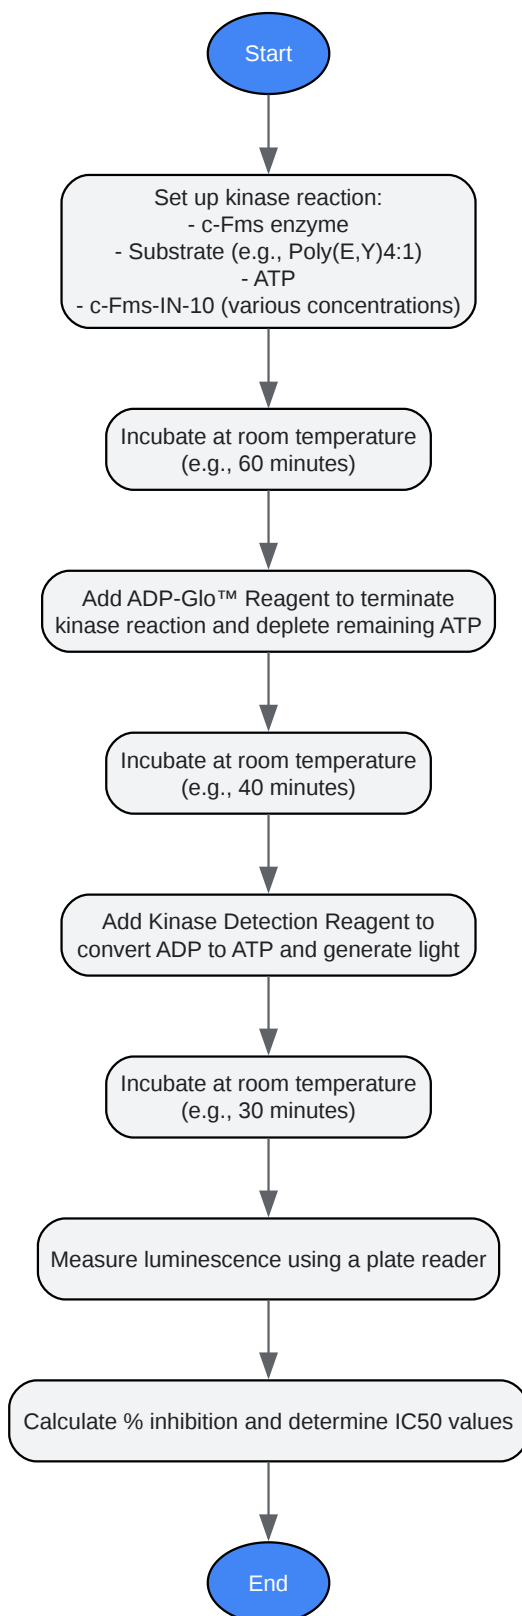 Start
Set up kinase reaction:
- c-Fms enzyme
- Substrate (e.g., Poly(E,Y)4:1)
- ATP
- c-Fms-IN-10 (various concentrations)
Incubate at room temperature
(e.g., 60 minutes)
Add ADP-Glo™ Reagent to terminate
kinase reaction and deplete remaining ATP
Incubate at room temperature
(e.g., 40 minutes)
Add Kinase Detection Reagent to
convert ADP to ATP and generate light
Incubate at room temperature
(e.g., 30 minutes)
Measure luminescence using a plate reader
Calculate % inhibition and determine IC50 values
End